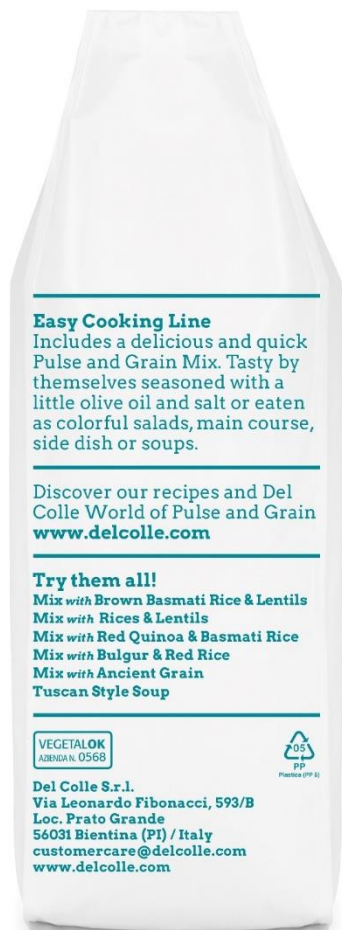 Easy Cooking Line
Includes a delicious and quick
Pulse and Grain Mix. Tasty by
themselves seasoned with a
little olive oil and salt or eaten
as colorful salads, main course,
side dish or soups.
Discover our recipes and Del
Colle World of Pulse and Grain
www.delcolle.com
Try them all!
Mix with Brown Basmati Rice & Lentils
Mix with Rices & Lentils
Mix with Red Quinoa & Basmati Rice
Mix with Bulgur & Red Rice
Mix with Ancient Grain
Tuscan Style Soup
VEGETALOK
AZIENDA N. 0568
05
PP
Plastica (PP 5)
Del Colle S.r.l.
Via Leonardo Fibonacci, 593/B
Loc. Prato Grande
56031 Bientina (PI) / Italy
customercare@delcolle.com
www.delcolle.com